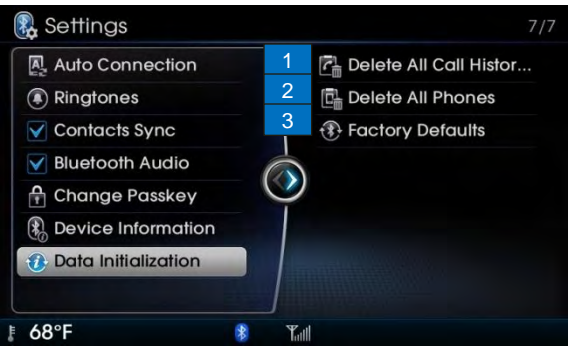 Settings
7/7
Auto Connection
Ringtones
Contacts Sync
Bluetooth Audio
Change Passkey
Device Information
Data Initialization
1 Delete All Call Histor...
2 Delete All Phones
3 Factory Defaults
68°F